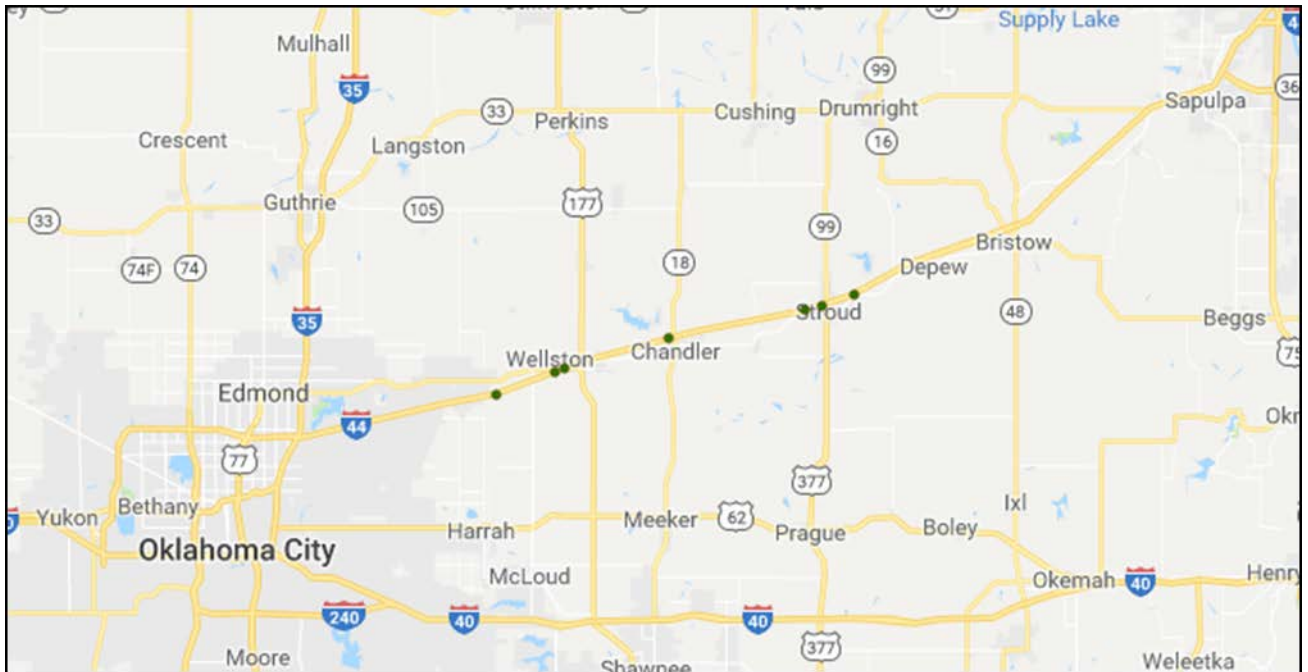 Supply Lake
Mulhall
99
35
33
Perkins
Cushing
Drumright
Sapulpa
Crescent
Langston
16
Guthrie
105
177
33
99
74F
74
18
Bristow
Depew
35
48
Stroud
Beggs
Wellston
Chandler
Edmond
44
77
377
Ixl
Yukon
Bethany
Harrah
Meeker
62
Prague
Boley
Oklahoma City
McLoud
Okemah
40
Henry
240
40
40
377
Moore
Shawnee
Weleetka